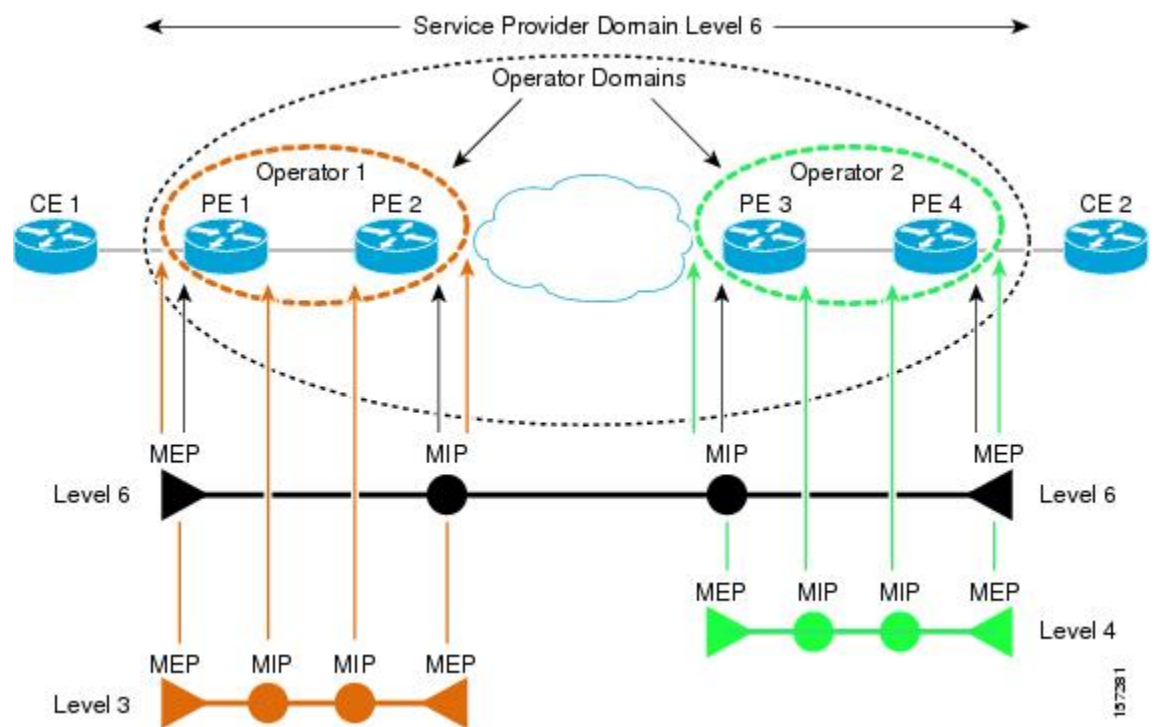 Service Provider Domain Level 6
Operator Domains
Operator 1
Operator 2
CE 1
PE 1
PE 2
PE 3
PE 4
CE 2
MEP
MIP
MIP
MEP
Level 6
Level 6
MEP
MIP
MIP
MEP
Level 4
MEP
MIP
MIP
MEP
Level 3
157281